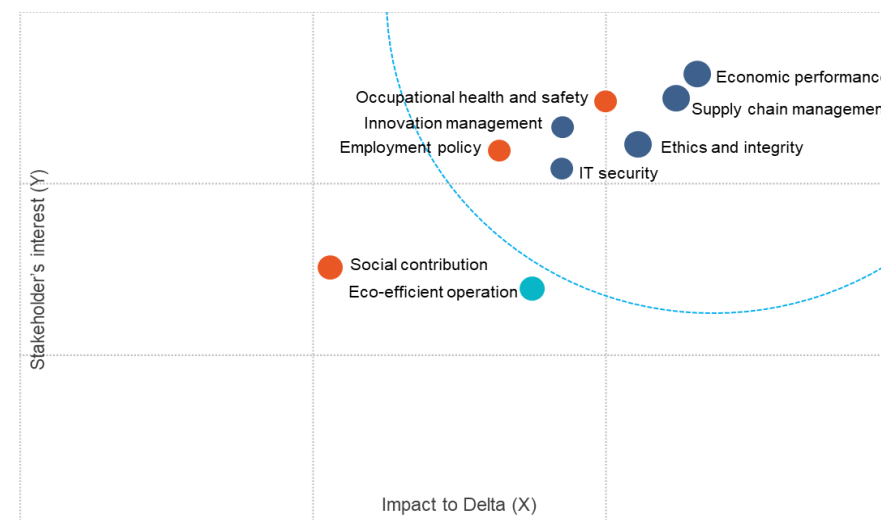 Economic performance
Occupational health and safety
Supply chain managemen
Innovation management
Employment policy
Ethics and integrity
IT security
Stakeholder's interest (Y)
Social contribution
Eco-efficient operation
Impact to Delta (X)